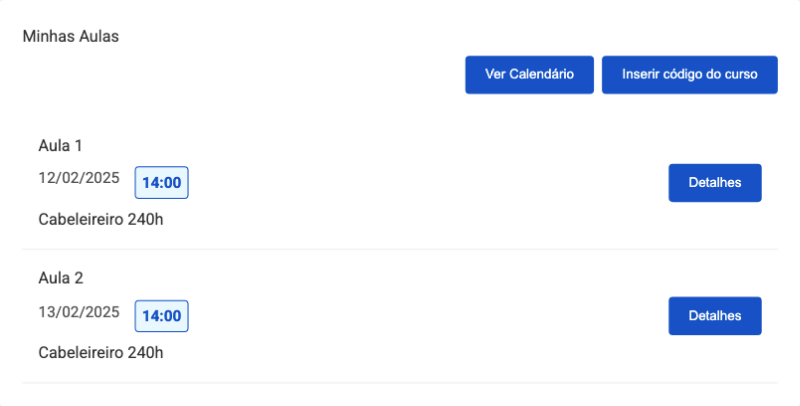 Minhas Aulas
Ver Calendário
Inserir código do curso
Aula 1
12/02/2025 14:00
Detalhes
Cabeleireiro 240h
Aula 2
13/02/2025 14:00
Detalhes
Cabeleireiro 240h